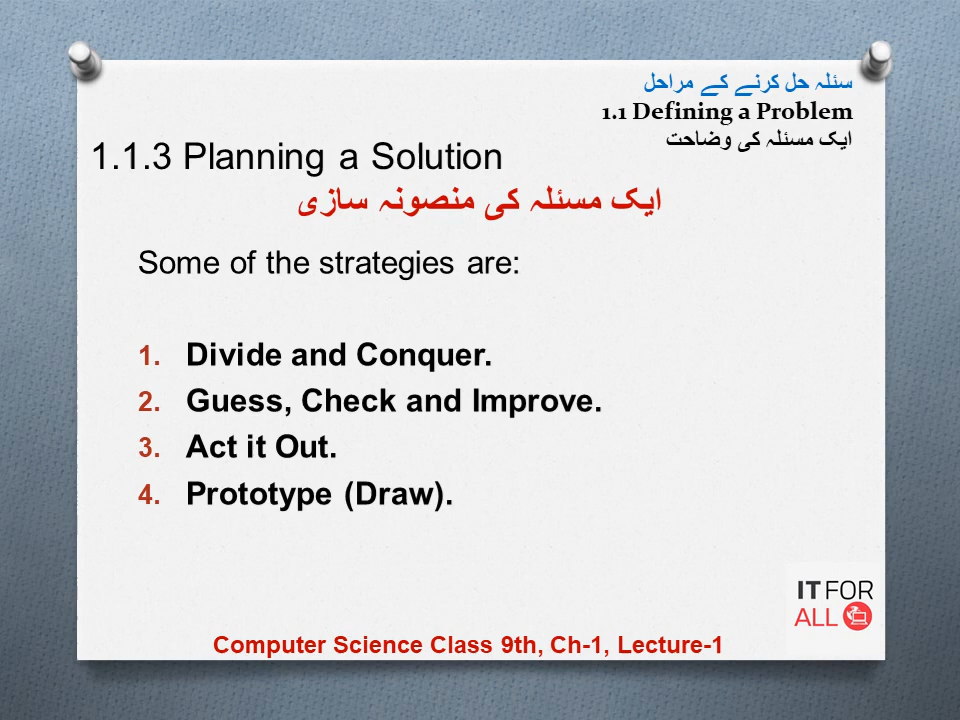 سئلہ حل کرنے کے مراحل
1.1 Defining a Problem
ایک مسئلہ کی وضاحت
1.1.3 Planning a Solution
ایک مسئلہ کی منصونہ سازی
Some of the strategies are:
1. Divide and Conquer.
2. Guess, Check and Improve.
3. Act it Out.
4. Prototype (Draw).
IT FOR
ALL
Computer Science Class 9th, Ch-1, Lecture-1